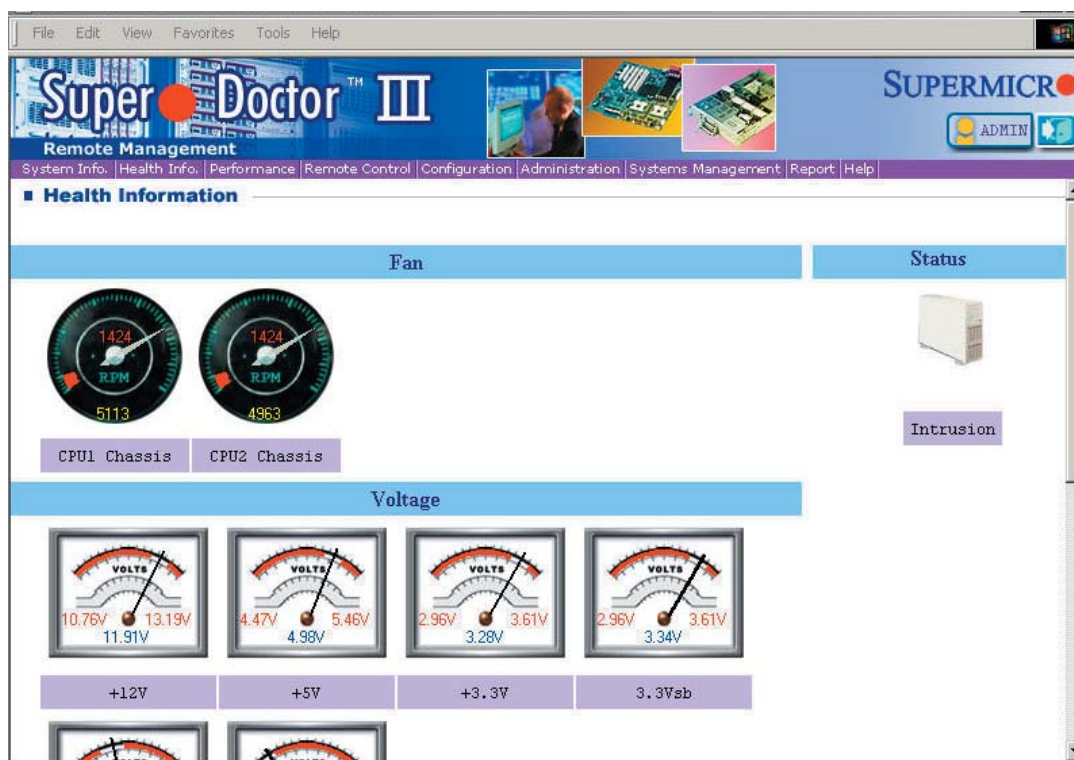 File Edit View Favorites Tools Help
Super Doctor ™ III
SUPERMICR
Remote Management
ADMIN
System Info. Health Info. Performance Remote Control Configuration Administration Systems Management Report Help
Health Information
Fan
Status
1424 1424
RPM RPM
5113 4963
CPU1 Chassis CPU2 Chassis
Intrusion
Voltage
VOLTS VOLTS VOLTS VOLTS
10.76V 13.19V 4.47V 5.46V 2.96V 3.61V 2.96V 3.61V
11.91V 4.98V 3.28V 3.34V
+12V +5V +3.3V 3.3Vsb